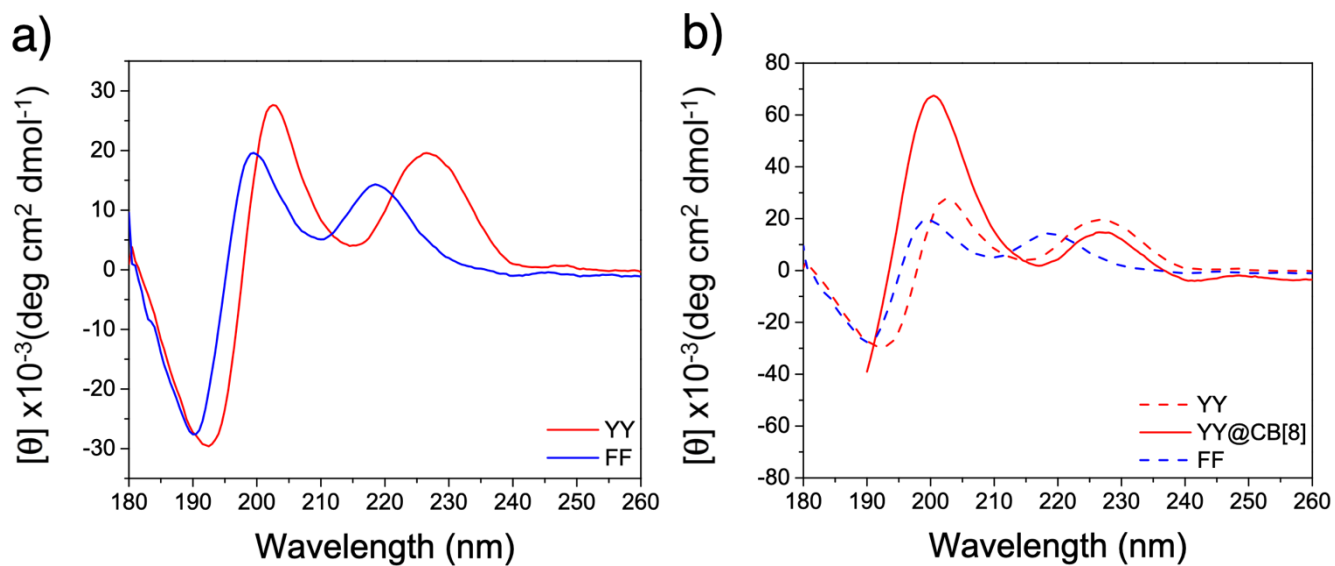 a)
[θ] x10⁻³(deg cm² dmol⁻¹)
30
20
10
0
-10
-20
-30
180 190 200 210 220 230 240 250 260
Wavelength (nm)
YY
FF
b)
[θ] x10⁻³(deg cm² dmol⁻¹)
80
60
40
20
0
-20
-40
-60
-80
180 190 200 210 220 230 240 250 260
Wavelength (nm)
YY
YY@CB[8]
FF